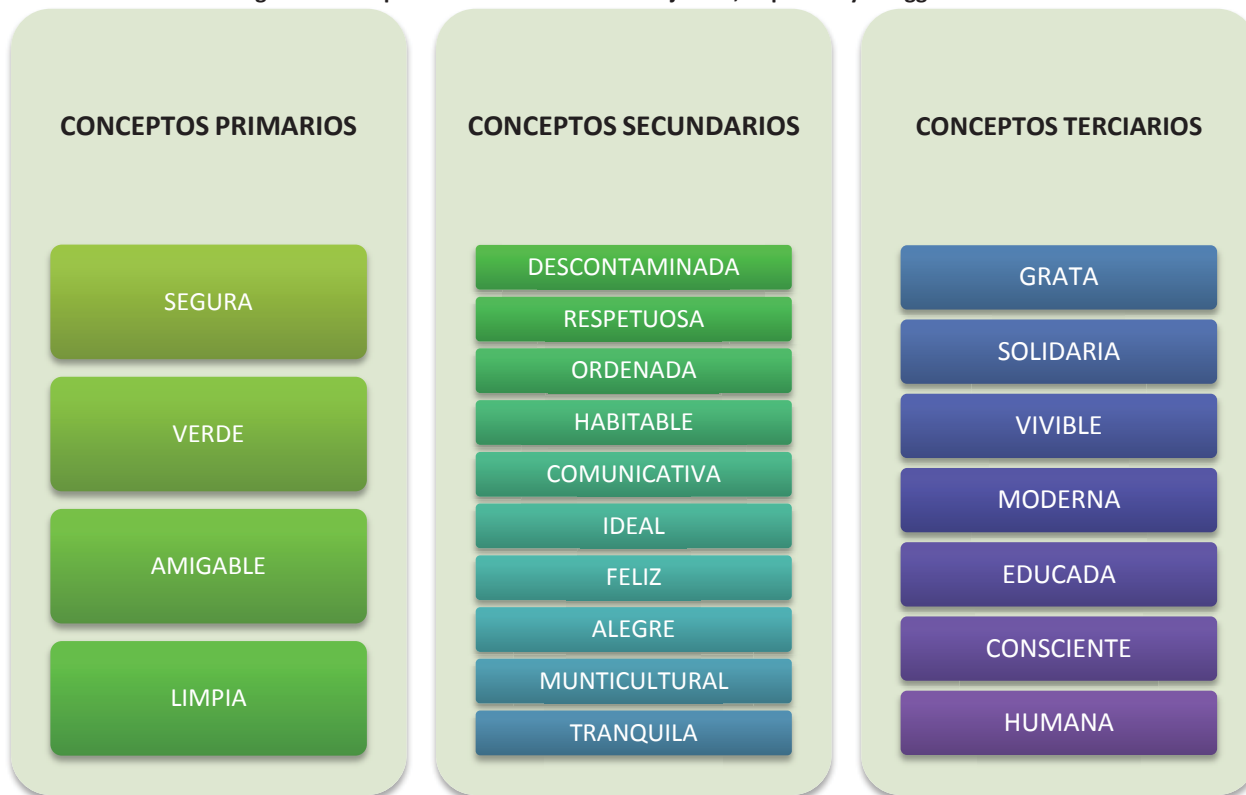 CONCEPTOS PRIMARIOS
SEGURA
VERDE
AMIGABLE
LIMPIA
CONCEPTOS SECUNDARIOS
DESCONTAMINADA
RESPETUOSA
ORDENADA
HABITABLE
COMUNICATIVA
IDEAL
FELIZ
ALEGRE
MUNTICULTURAL
TRANQUILA
CONCEPTOS TERCIARIOS
GRATA
SOLIDARIA
VIVIBLE
MODERNA
EDUCADA
CONSCIENTE
HUMANA